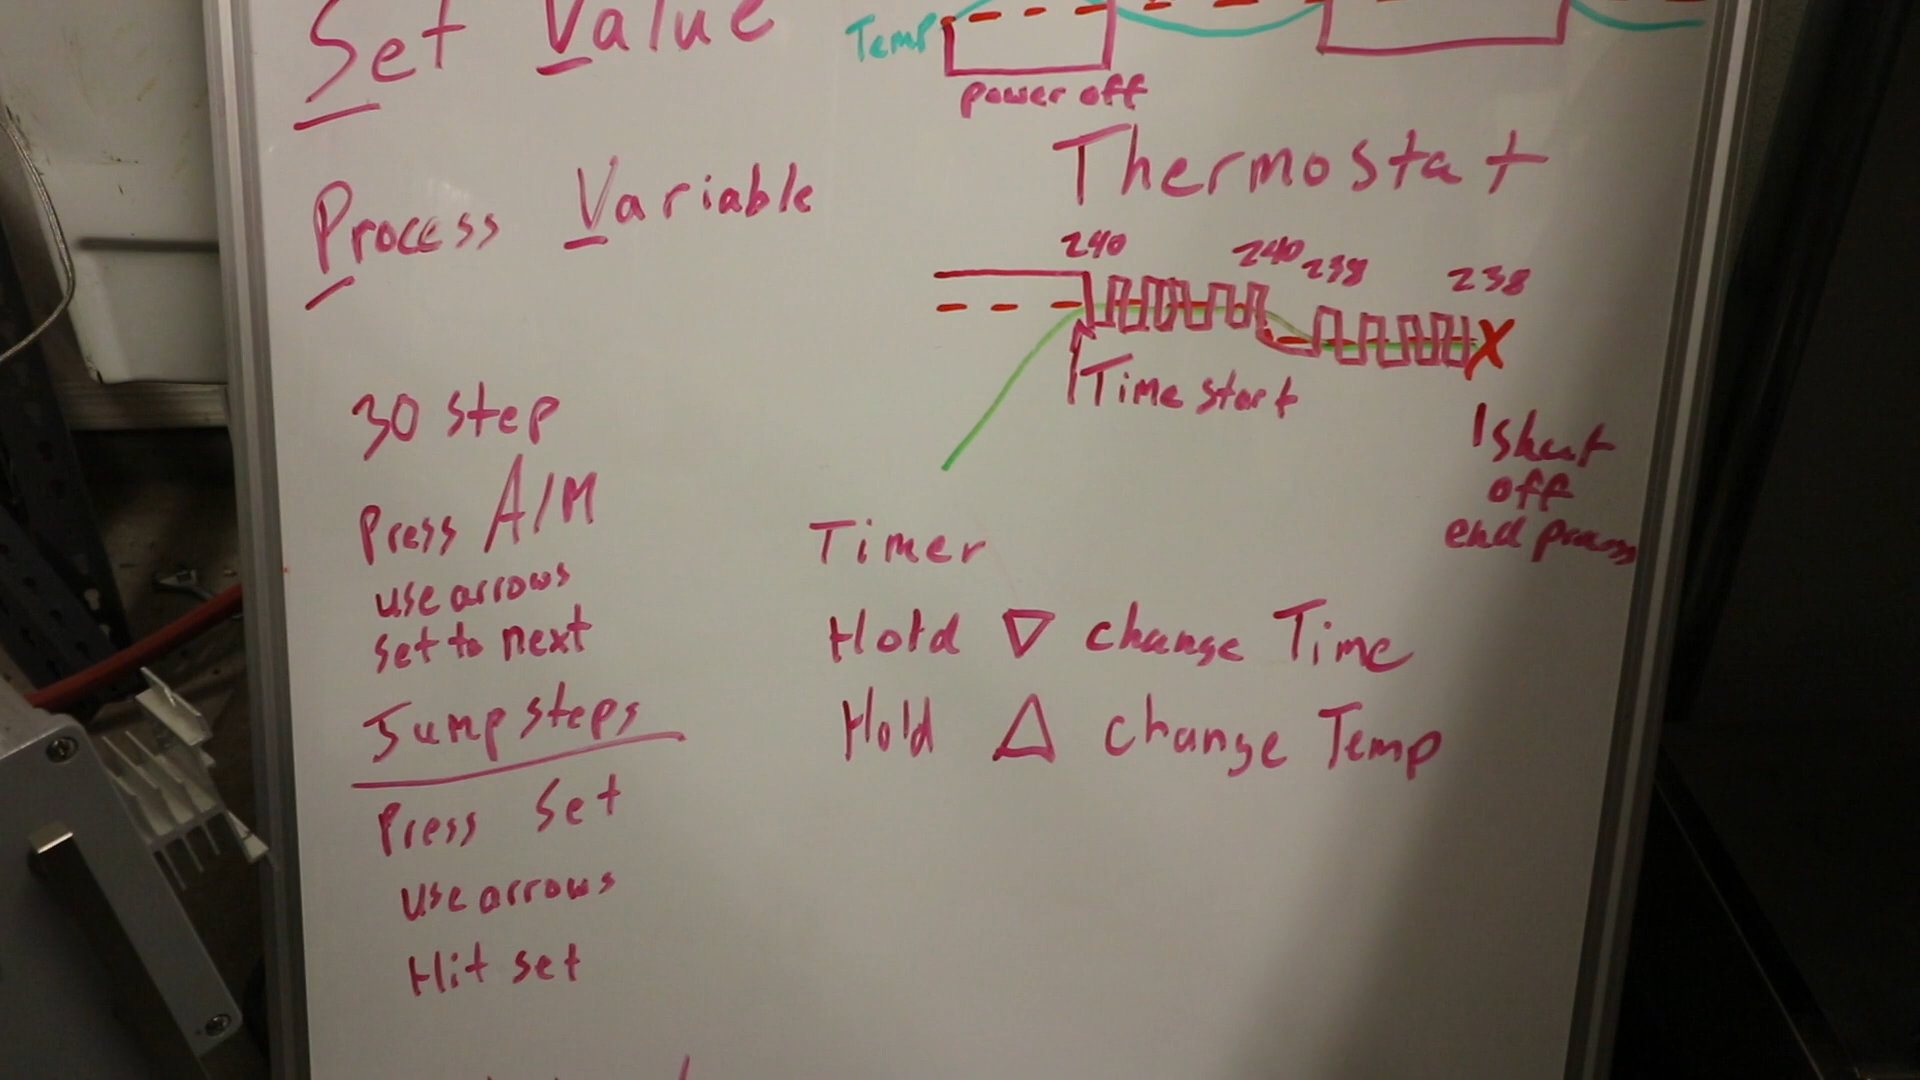 Set Value
Temp
power off
Process Variable
Thermostat
240 240 238 238
Time start
Shut
off
end process
30 step
Press A/M
use arrows
set to next
Jump steps
Press Set
use arrows
Hit set
Timer
Hold ▽ change Time
Hold △ change Temp